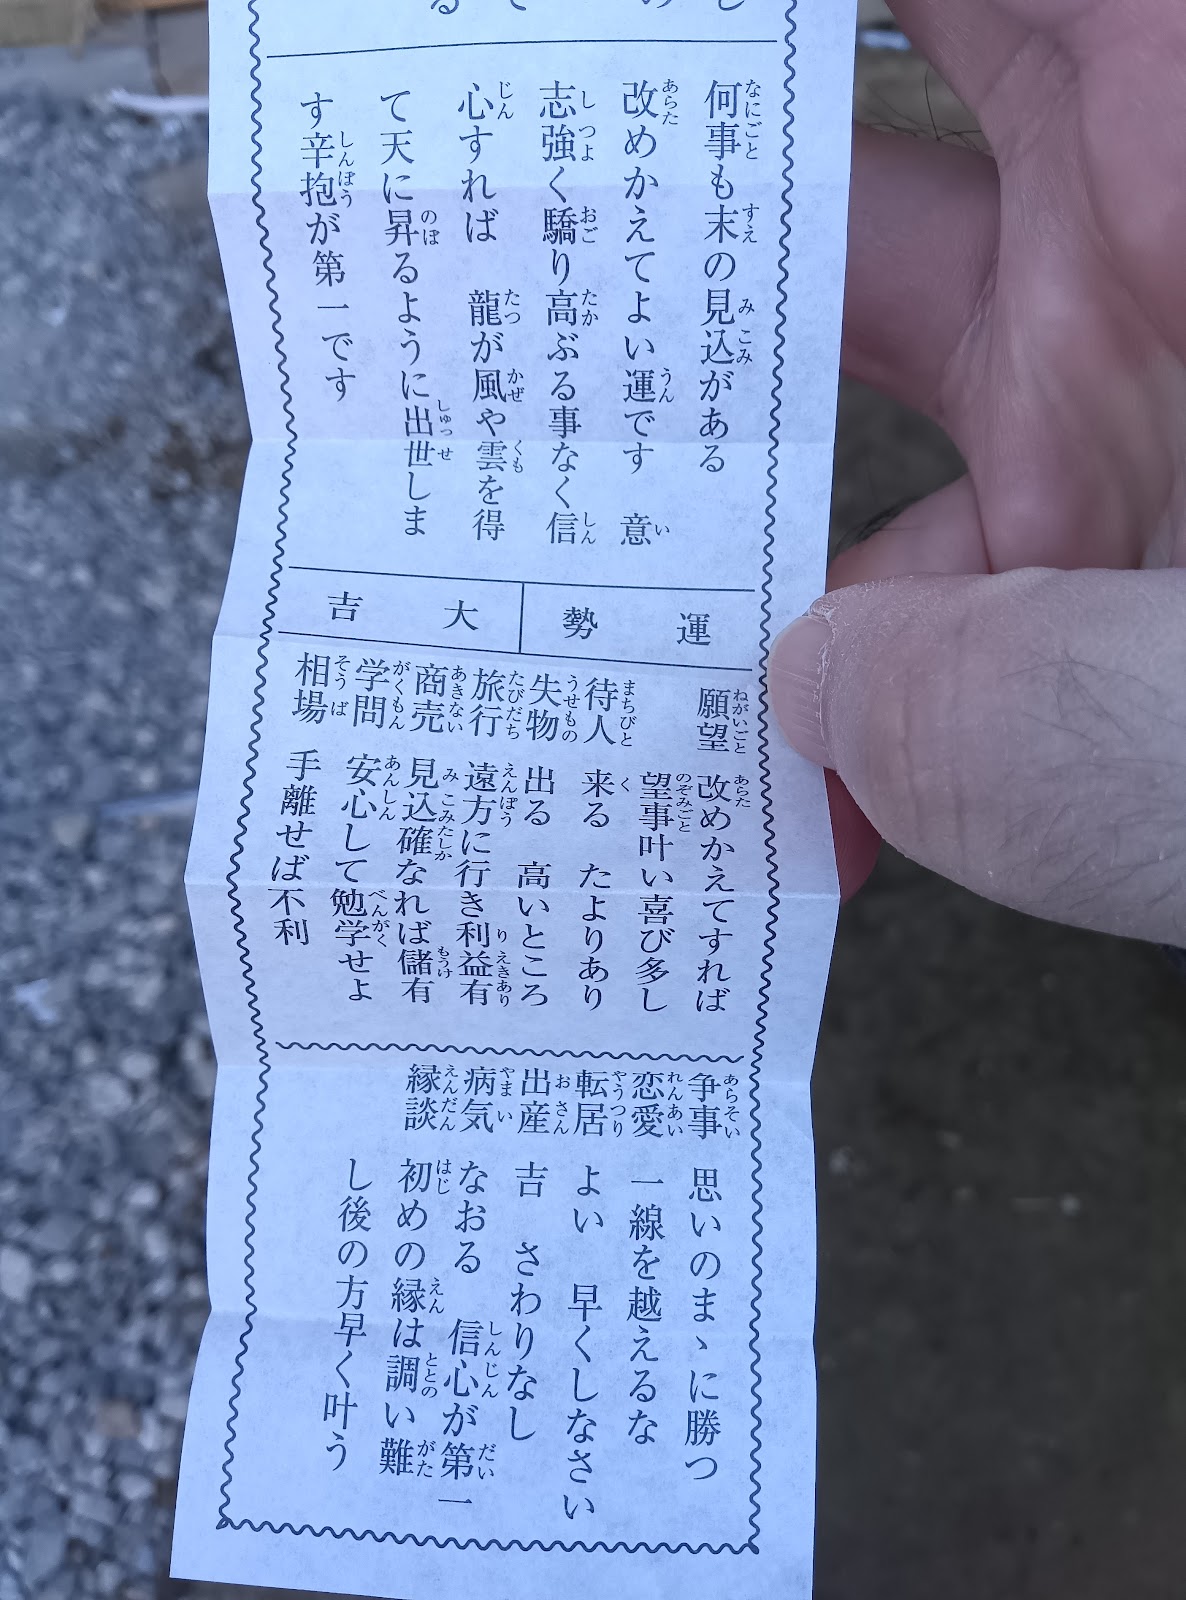 何事も末の見込がある
改めかえてよい運です　意
志強く驕り高ぶる事なく信
心すれば　龍が風や雲を得
て天に昇るように出世しま
す辛抱が第一です
運勢　大吉
願望　改めかえてすれば
望事叶い喜び多し
待人　来る　たよりあり
失物　出る　高いところ
旅行　遠方に行き利益有
商売　見込確なれば儲有
学問　安心して勉学せよ
相場　手離せば不利
争事　思いのまゝに勝つ
恋愛　一線を越えるな
転居　よい　早くしなさい
出産　吉　さわりなし
病気　なおる　信心が第一
縁談　初めの縁は調い難
し後の方早く叶う